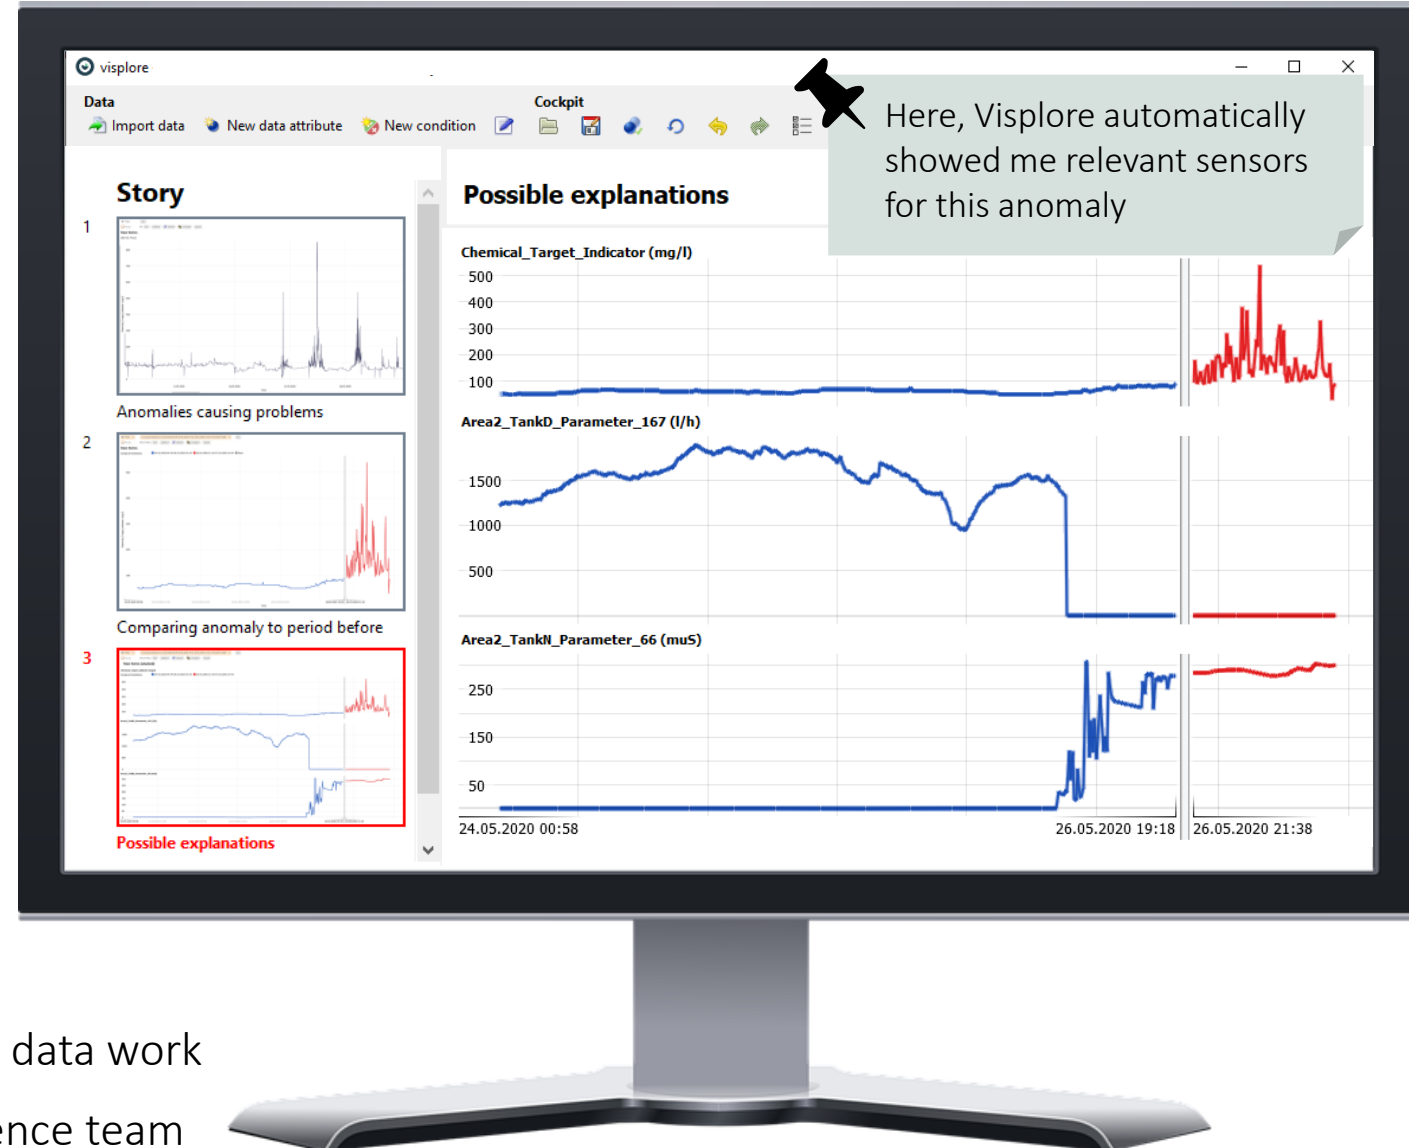 visplore
Data
Cockpit
Import data
New data attribute
New condition
Here, Visplore automatically
showed me relevant sensors
for this anomaly
Story
1
Anomalies causing problems
2
Comparing anomaly to period before
3
Possible explanations
Possible explanations
Chemical_Target_Indicator (mg/l)
500
400
300
200
100
Area2_TankD_Parameter_167 (l/h)
1500
1000
500
Area2_TankN_Parameter_66 (muS)
250
150
50
24.05.2020 00:58
26.05.2020 19:18
26.05.2020 21:38
data work
ence team